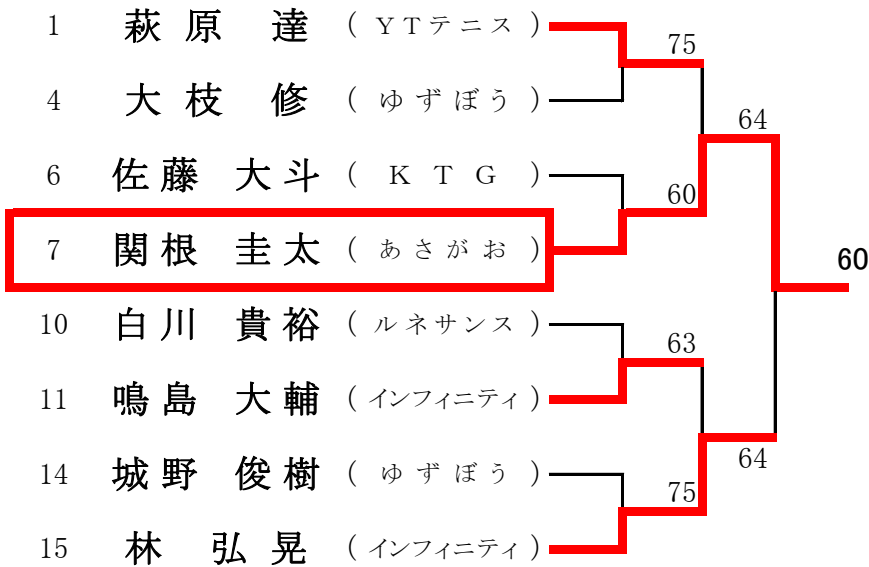 1 萩原 達 （ＹＴテニス）
75
4 大枝 修 （ゆずぼう）
64
6 佐藤 大斗 （ＫＴＧ）
60
7 関根 圭太 （あさがお）
60
10 白川 貴裕 （ルネサンス）
63
11 鳴島 大輔 （インフィニティ）
64
14 城野 俊樹 （ゆずぼう）
75
15 林 弘晃 （インフィニティ）